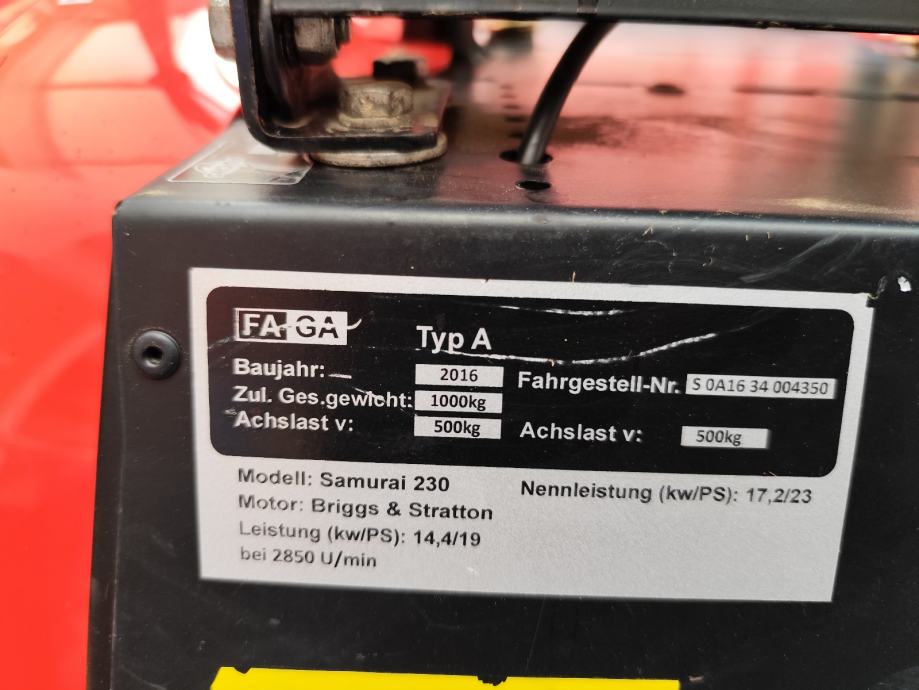 FA-GA
Typ A
Baujahr: 2016
Fahrgestell-Nr. S 0A16 34 004350
Zul. Ges.gewicht: 1000kg
Achslast v: 500kg
Achslast v: 500kg
Modell: Samurai 230
Nennleistung (kw/PS): 17,2/23
Motor: Briggs & Stratton
Leistung (kw/PS): 14,4/19
bei 2850 U/min